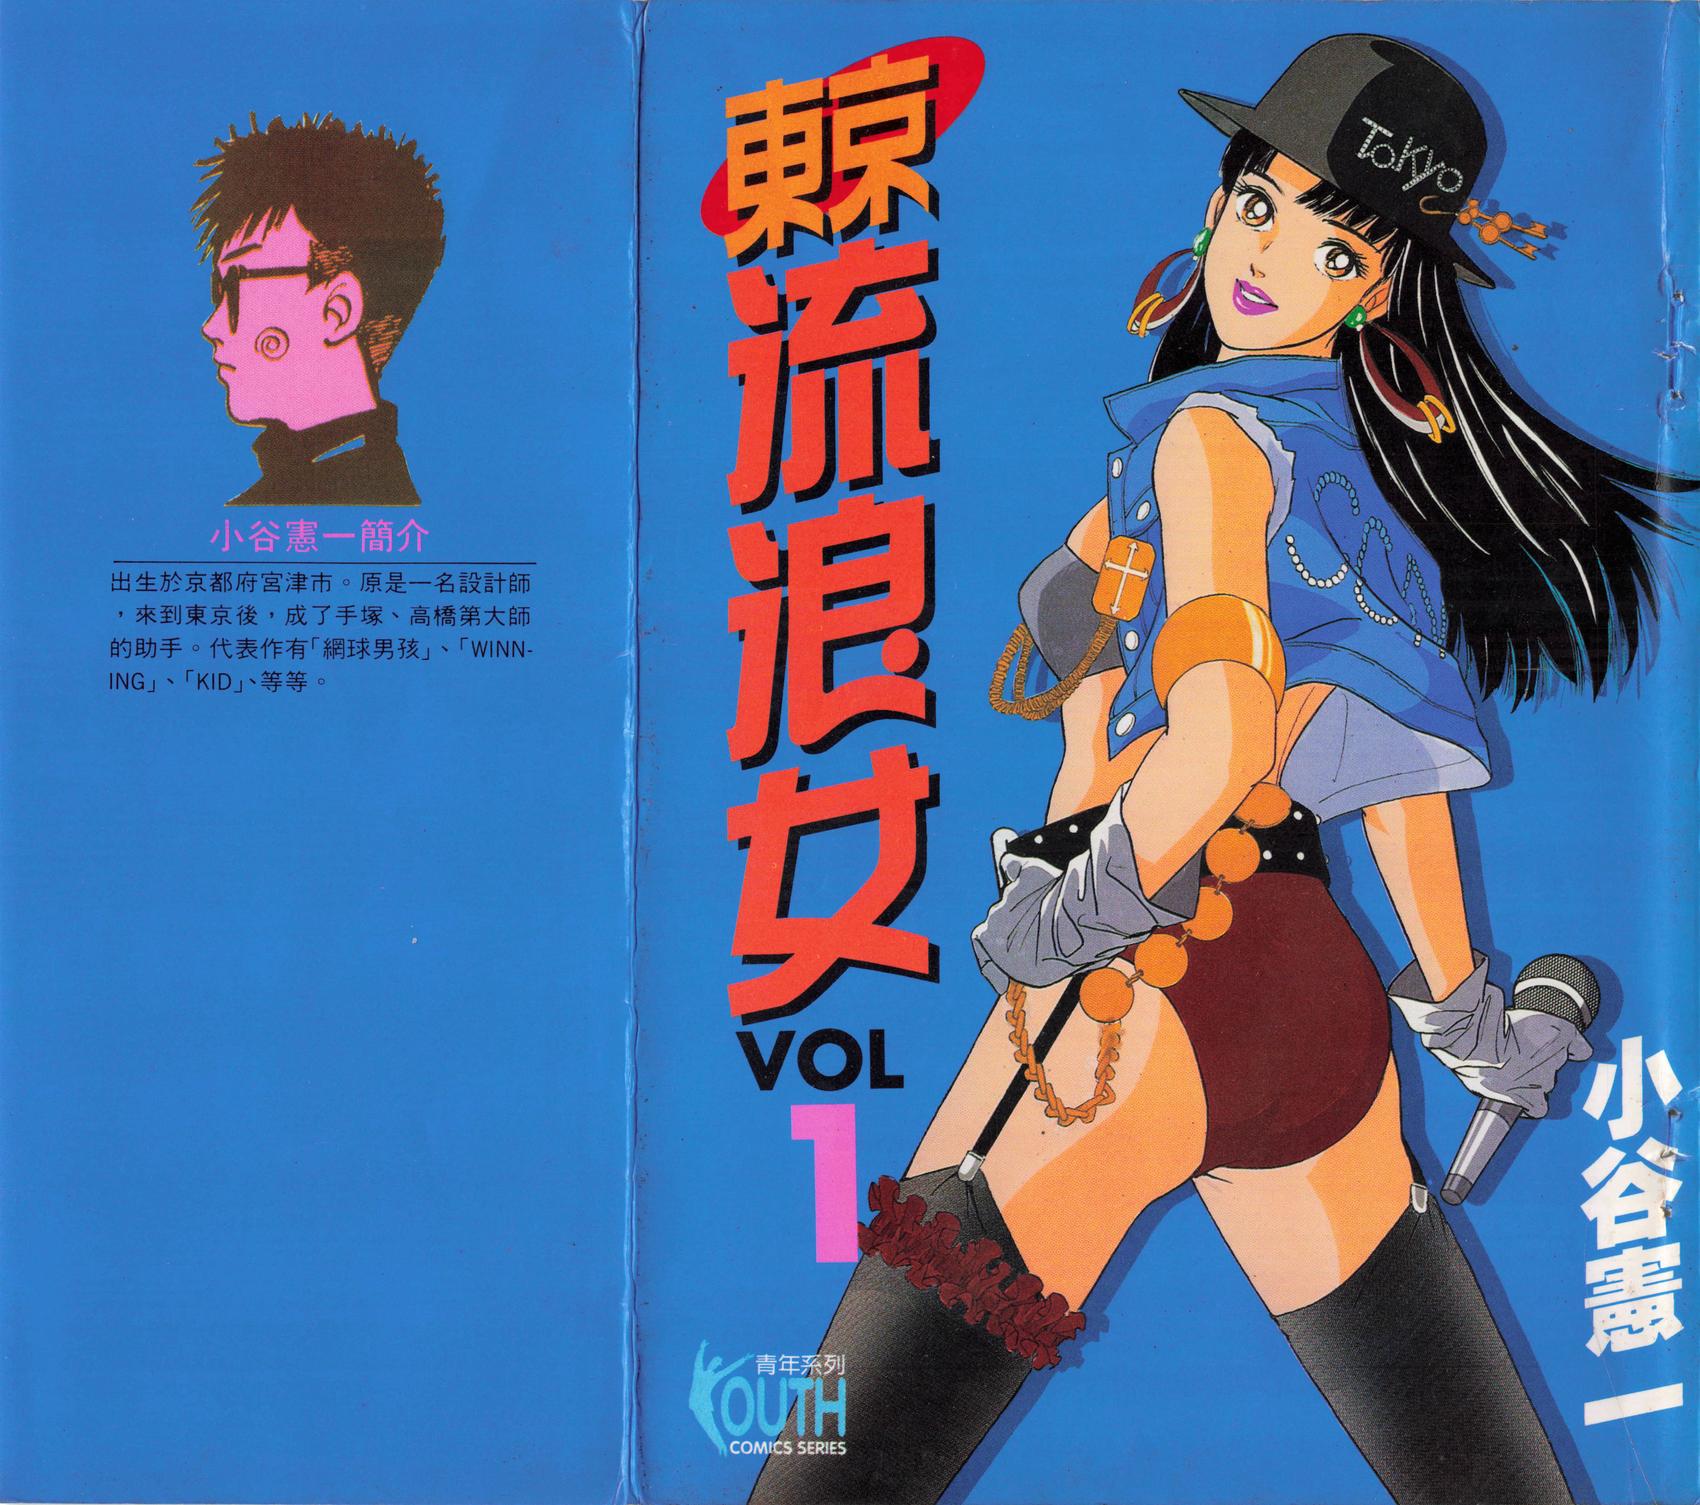 小谷憲一簡介
出生於京都府宮津市。原是一名設計師
，來到東京後，成了手塚、高橋第大師
的助手。代表作有「網球男孩」、「WINN-
ING」、「KID」、等等。
東京
流浪女
VOL
1
Tokyo
小谷憲一
青年系列
YOUTH
COMICS SERIES